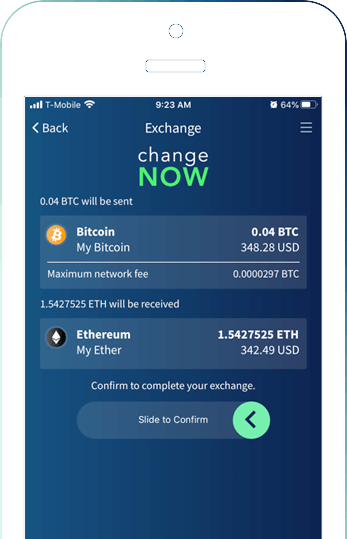 T-Mobile 9:23 AM 64%
Back Exchange
change
NOW
0.04 BTC will be sent
Bitcoin 0.04 BTC
My Bitcoin 348.28 USD
Maximum network fee 0.0000297 BTC
1.5427525 ETH will be received
Ethereum 1.5427525 ETH
My Ether 342.49 USD
Confirm to complete your exchange.
Slide to Confirm